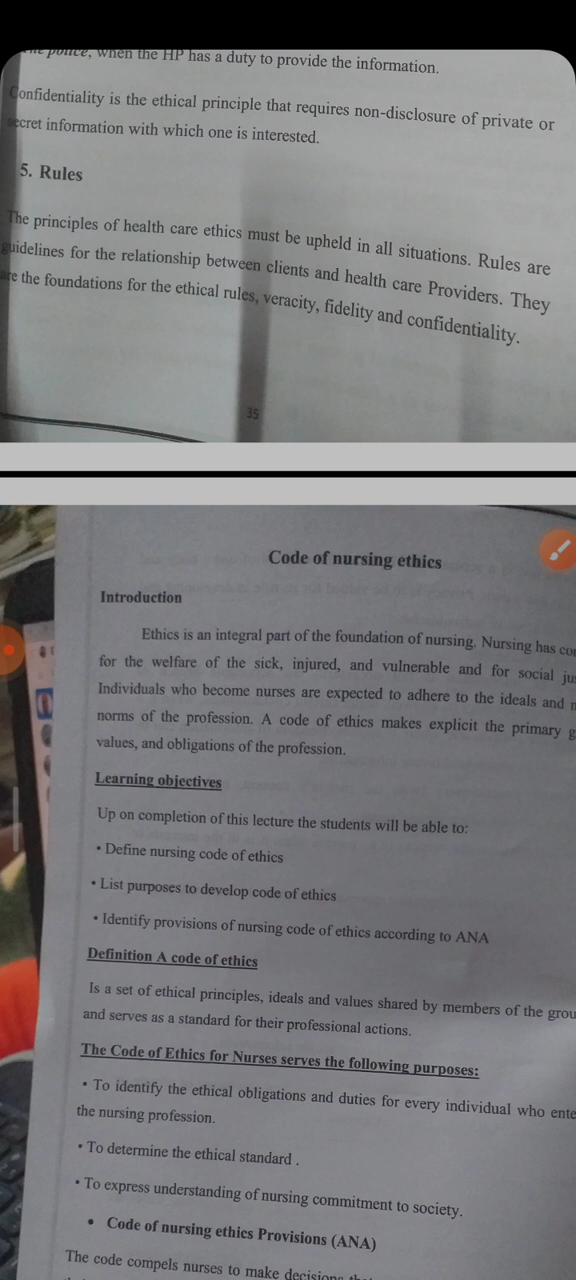 police, when the HP has a duty to provide the information.
Confidentiality is the ethical principle that requires non-disclosure of private or
secret information with which one is interested.
5. Rules
The principles of health care ethics must be upheld in all situations. Rules are
guidelines for the relationship between clients and health care Providers. They
are the foundations for the ethical rules, veracity, fidelity and confidentiality.
35
Code of nursing ethics
Introduction
Ethics is an integral part of the foundation of nursing. Nursing has
for the welfare of the sick, injured, and vulnerable and for social
Individuals who become nurses are expected to adhere to the ideals and
norms of the profession. A code of ethics makes explicit the primary
values, and obligations of the profession.
Learning objectives
Up on completion of this lecture the students will be able to:
• Define nursing code of ethics
• List purposes to develop code of ethics
• Identify provisions of nursing code of ethics according to ANA
Definition A code of ethics
Is a set of ethical principles, ideals and values shared by members of the
and serves as a standard for their professional actions.
The Code of Ethics for Nurses serves the following purposes:
• To identify the ethical obligations and duties for every individual who
the nursing profession.
• To determine the ethical standard .
• To express understanding of nursing commitment to society.
• Code of nursing ethics Provisions (ANA)
The code compels nurses to make decisions